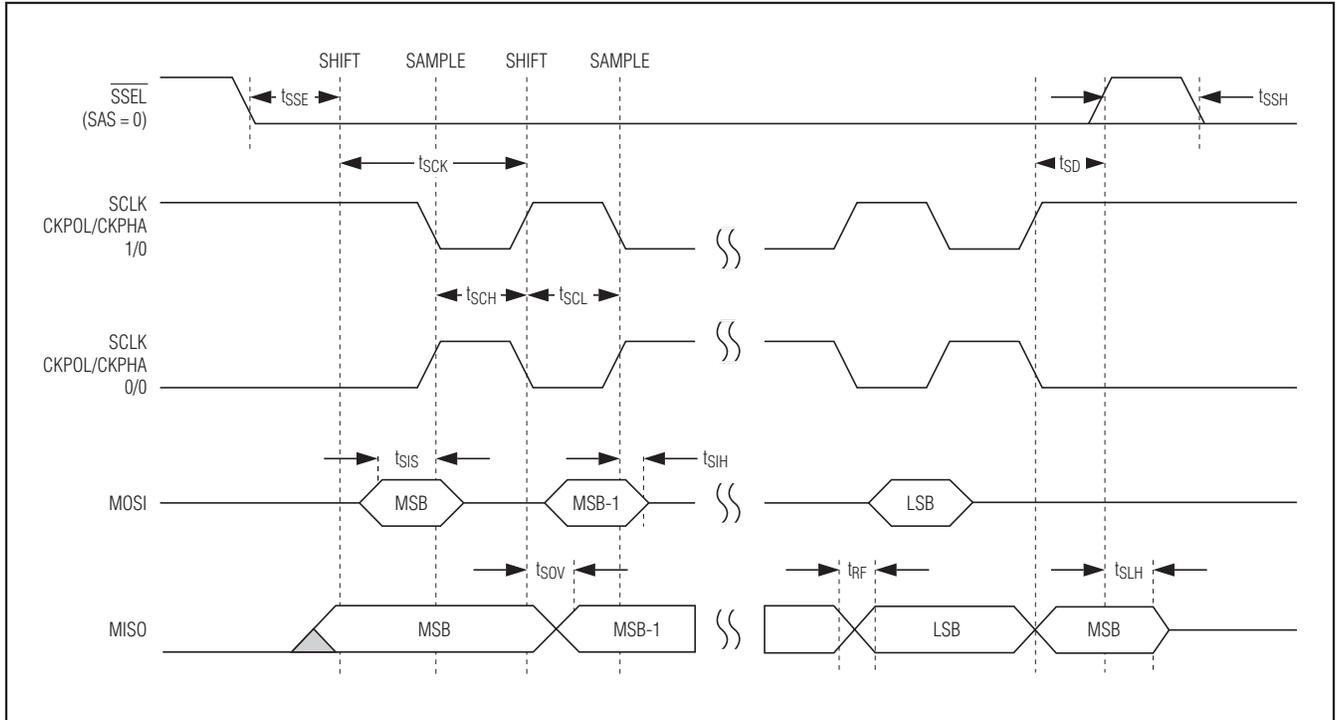 SHIFT SAMPLE SHIFT SAMPLE
SSEL
(SAS = 0)
tSSE
tSSH
tSCK
tSD
SCLK
CKPOL/CKPHA
1/0
tSCH
tSCL
SCLK
CKPOL/CKPHA
0/0
tSIS
tSIH
MOSI
MSB
MSB-1
LSB
tSOV
tRF
tSLH
MISO
MSB
MSB-1
LSB
MSB